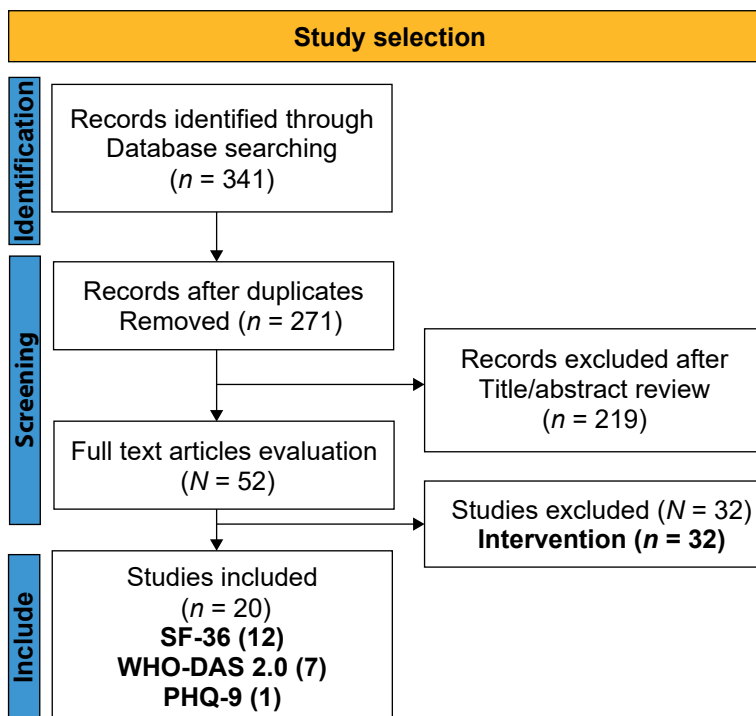 Study selection
Identification
Records identified through
Database searching
(n = 341)
Screening
Records after duplicates
Removed (n = 271)
Records excluded after
Title/abstract review
(n = 219)
Full text articles evaluation
(N = 52)
Studies excluded (N = 32)
Intervention (n = 32)
Include
Studies included
(n = 20)
SF-36 (12)
WHO-DAS 2.0 (7)
PHQ-9 (1)